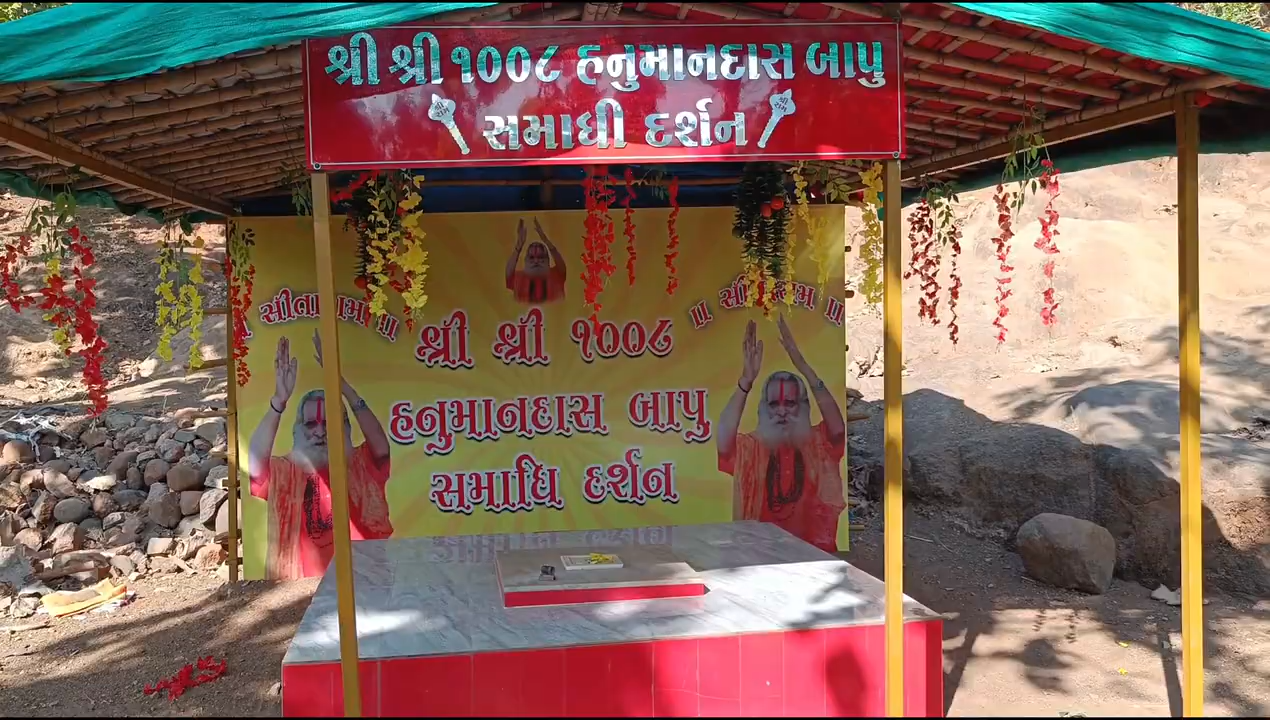 શ્રી શ્રી ૧૦૦૮ હનુમાનદાસ બાપુ
શ્રી રામ
સમાધી દર્શન
શ્રી રામ
॥ સીતારામ ॥
શ્રી શ્રી ૧૦૦૮
હનુમાનદાસ બાપુ
સમાધિ દર્શન